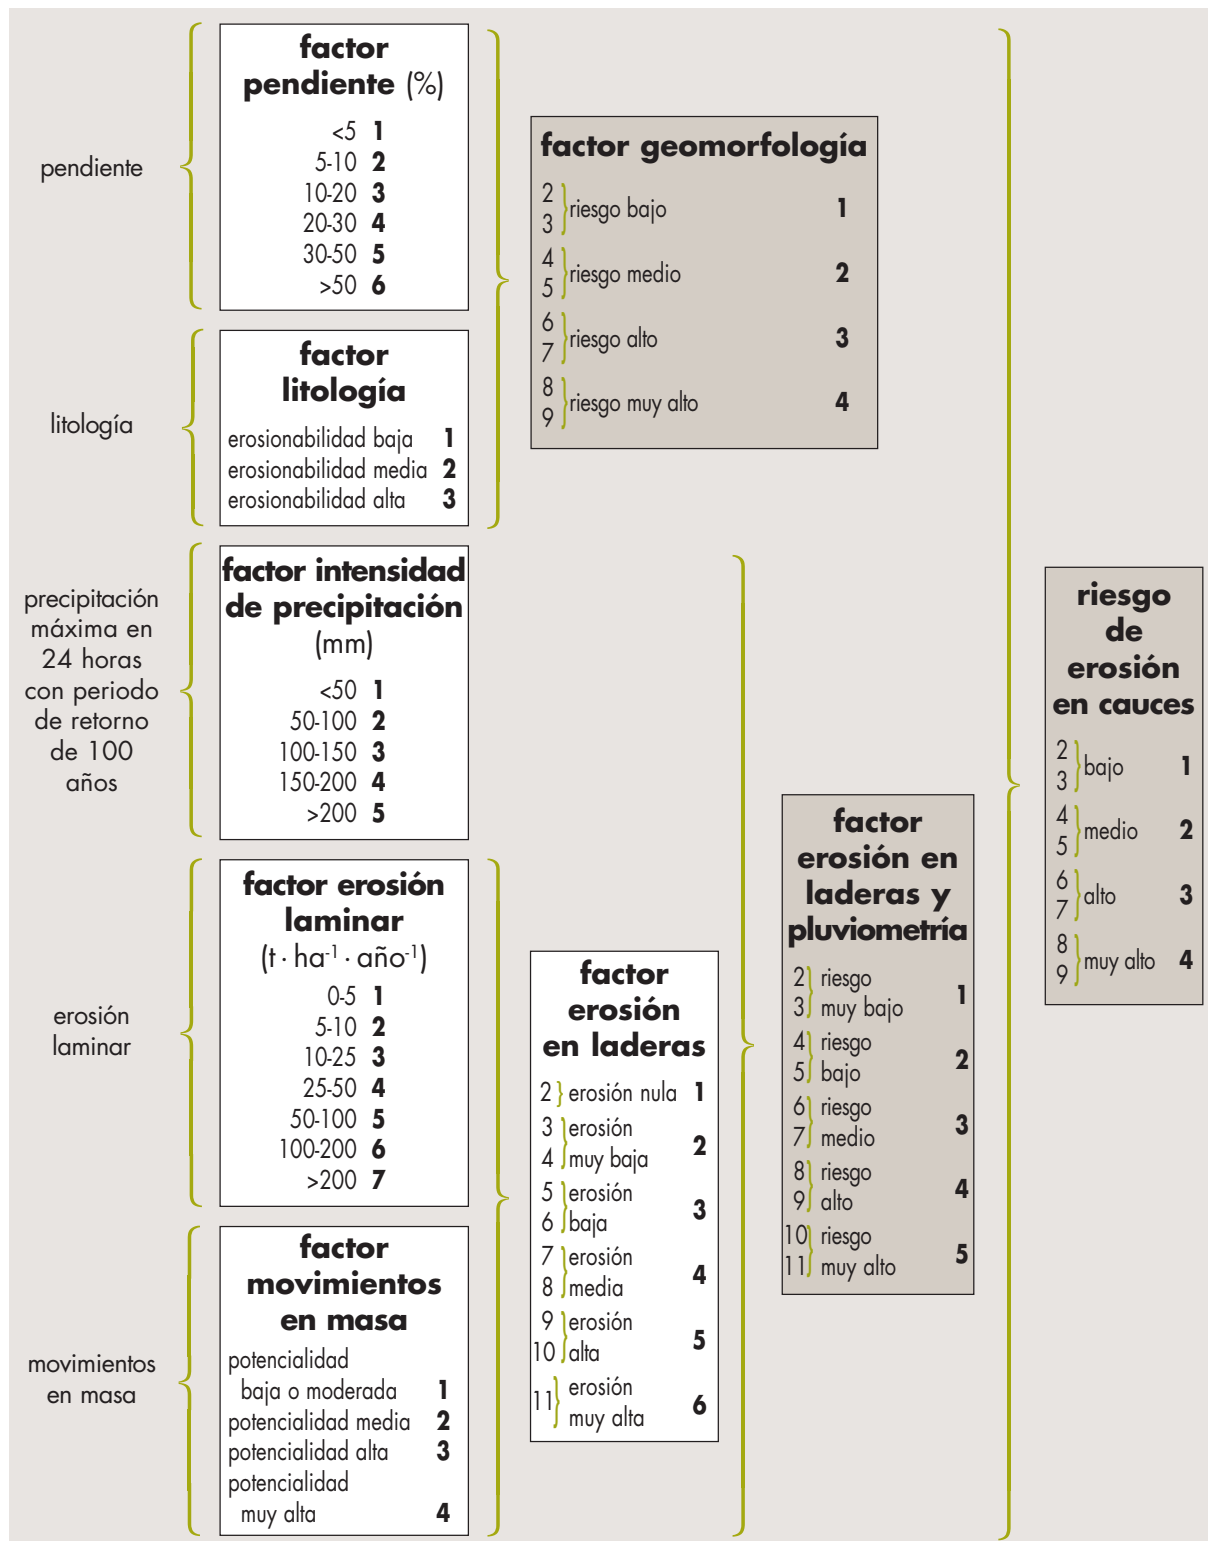 pendiente
factor
pendiente (%)
<5 1
5-10 2
10-20 3
20-30 4
30-50 5
>50 6
litología
factor
litología
erosionabilidad baja 1
erosionabilidad media 2
erosionabilidad alta 3
factor geomorfología
2
3
riesgo bajo 1
4
5
riesgo medio 2
6
7
riesgo alto 3
8
9
riesgo muy alto 4
precipitación
máxima en
24 horas
con periodo
de retorno
de 100
años
factor intensidad
de precipitación
(mm)
<50 1
50-100 2
100-150 3
150-200 4
>200 5
erosión
laminar
factor erosión
laminar
(t · ha-1 · año-1)
0-5 1
5-10 2
10-25 3
25-50 4
50-100 5
100-200 6
>200 7
movimientos
en masa
factor
movimientos
en masa
potencialidad
baja o moderada 1
potencialidad media 2
potencialidad alta 3
potencialidad
muy alta 4
factor
erosión
en laderas
2 erosión nula 1
3 erosión
4 muy baja 2
5 erosión
6 baja 3
7 erosión
8 media 4
9 erosión
10 alta 5
11 erosión
muy alta 6
factor
erosión en
laderas y
pluviometría
2 riesgo
3 muy bajo 1
4 riesgo
5 bajo 2
6 riesgo
7 medio 3
8 riesgo
9 alto 4
10 riesgo
11 muy alto 5
riesgo
de
erosión
en cauces
2
3
bajo 1
4
5
medio 2
6
7
alto 3
8
9
muy alto 4